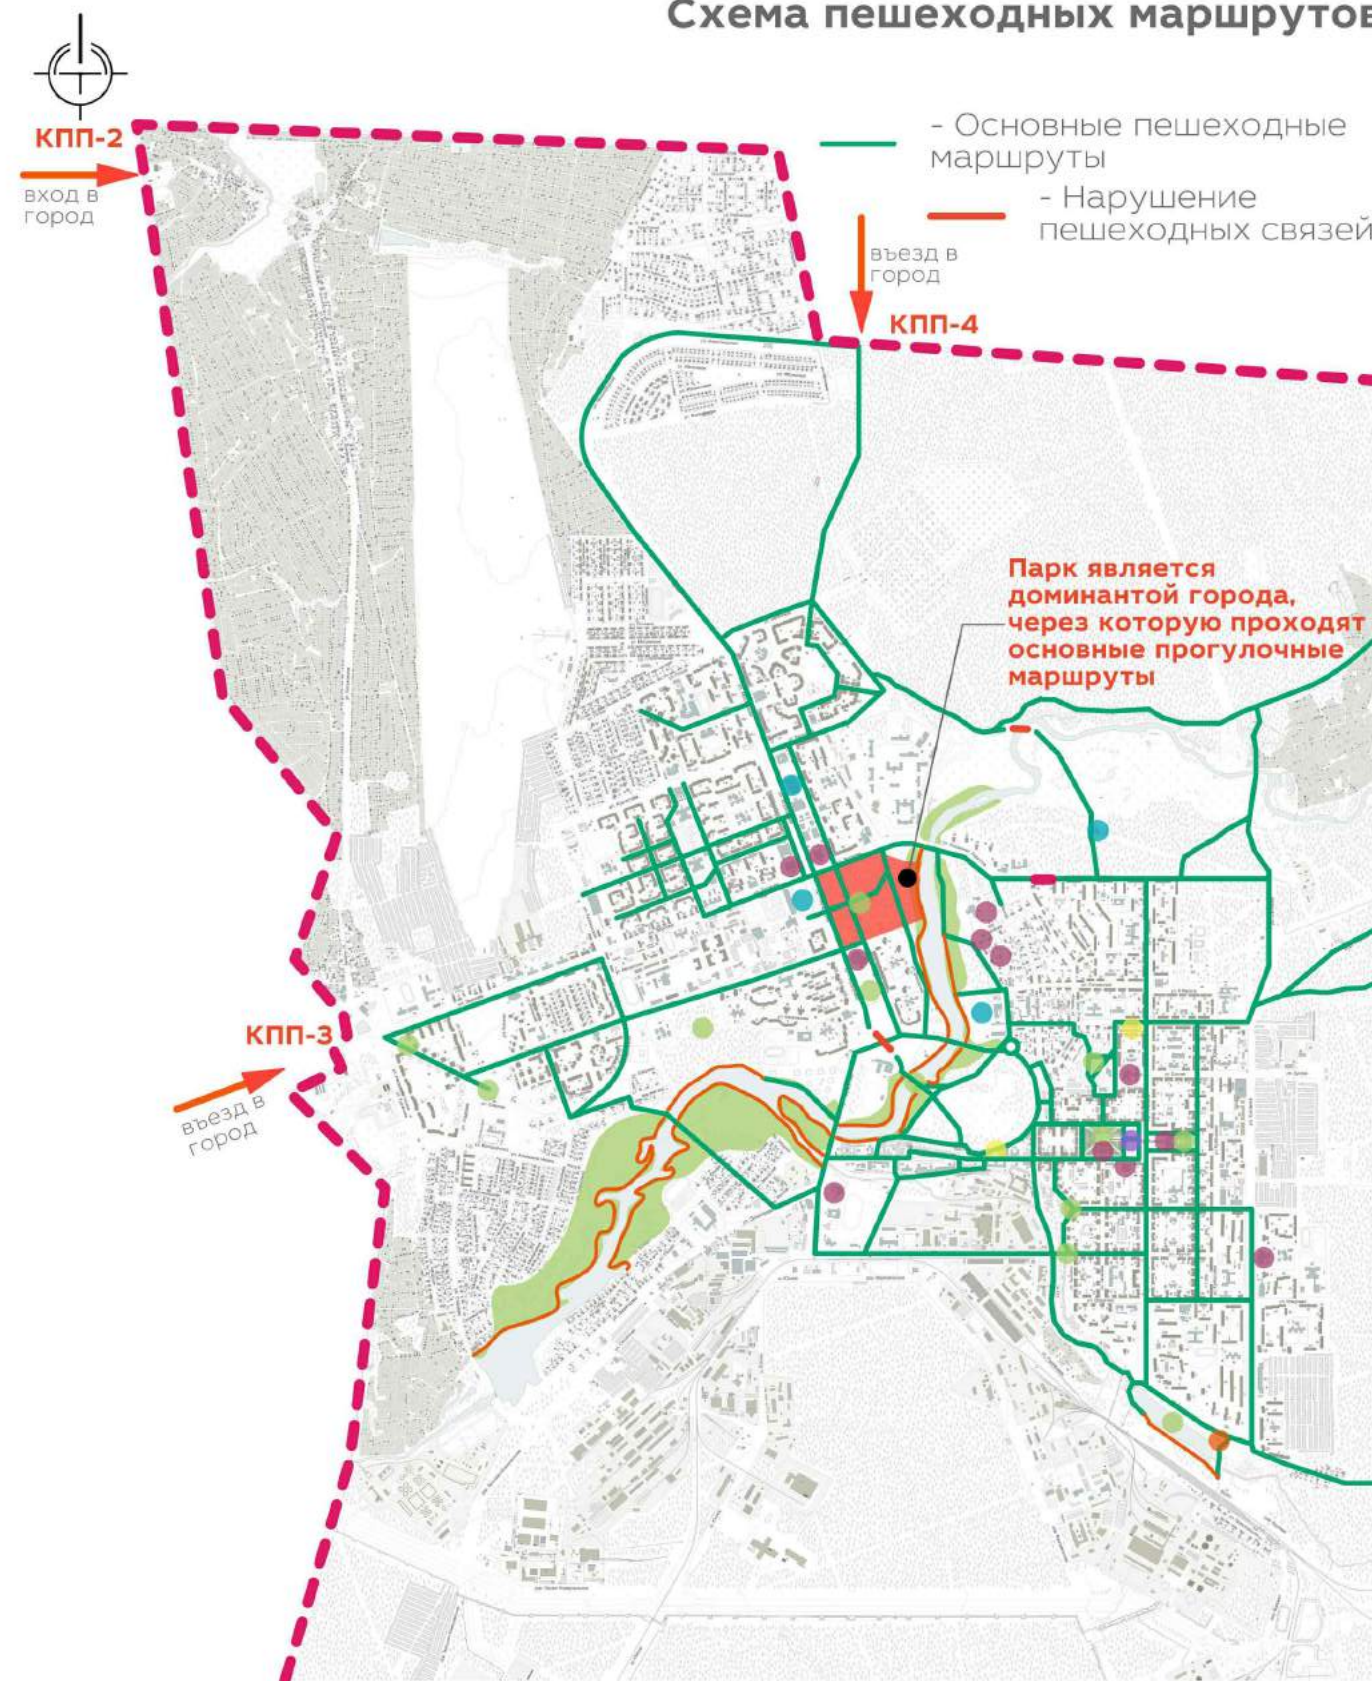 Схема пешеходных маршрутов
КПП-2
вход в
город
- Основные пешеходные
маршруты
- Нарушение
пешеходных связей
въезд в
город
КПП-4
Парк является
доминантой города,
через которую проходят
основные прогулочные
маршруты
КПП-3
въезд в
город